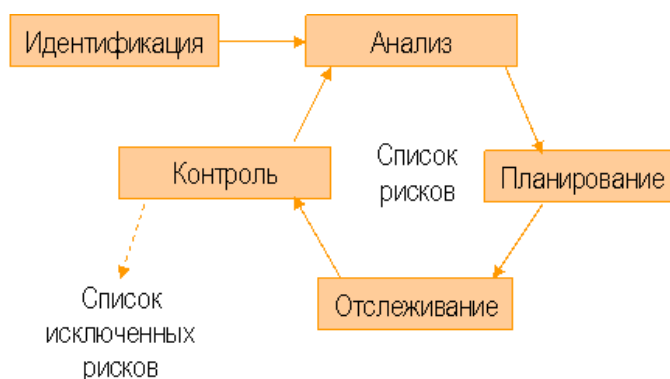 Идентификация
Анализ
Контроль
Список
рисков
Планирование
Отслеживание
Список
исключенных
рисков